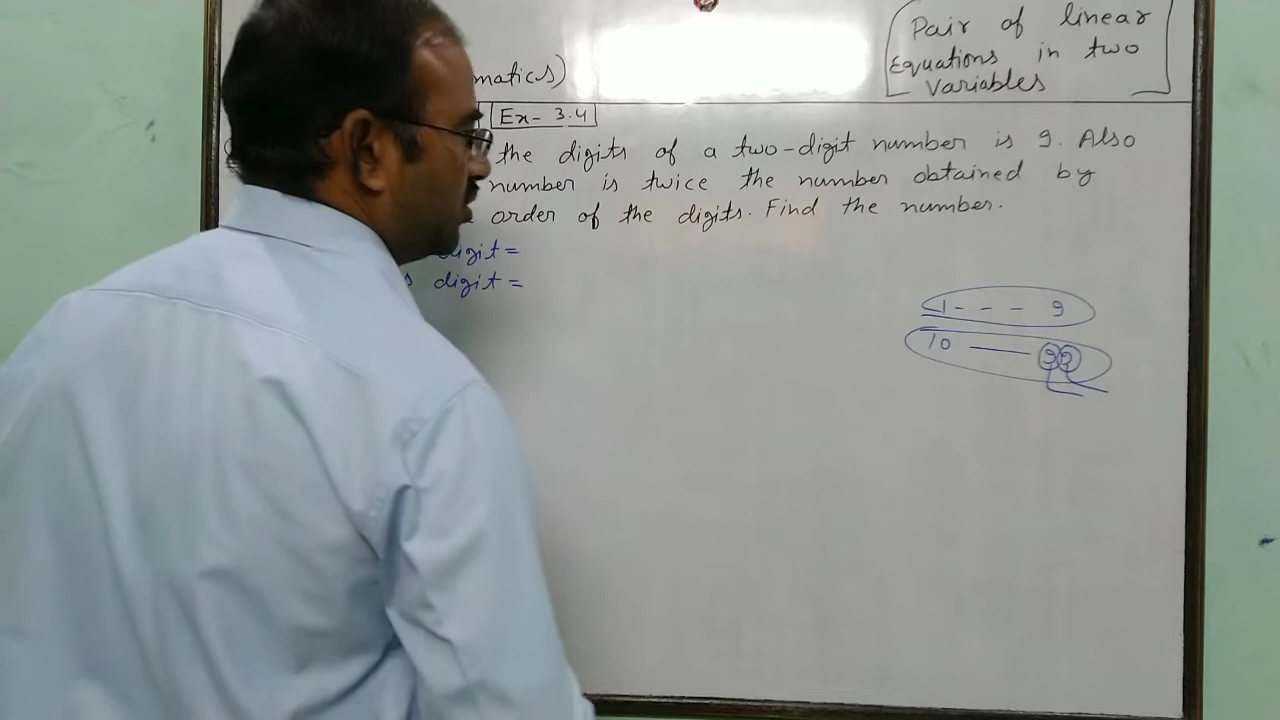 Pair of linear
Equations in two
Variables
matics)
Ex- 3.4
the digits of a two-digit number is 9. Also
number is twice the number obtained by
order of the digits. Find the number.
digit =
s digit =
1 - - - 9
10 —— 99